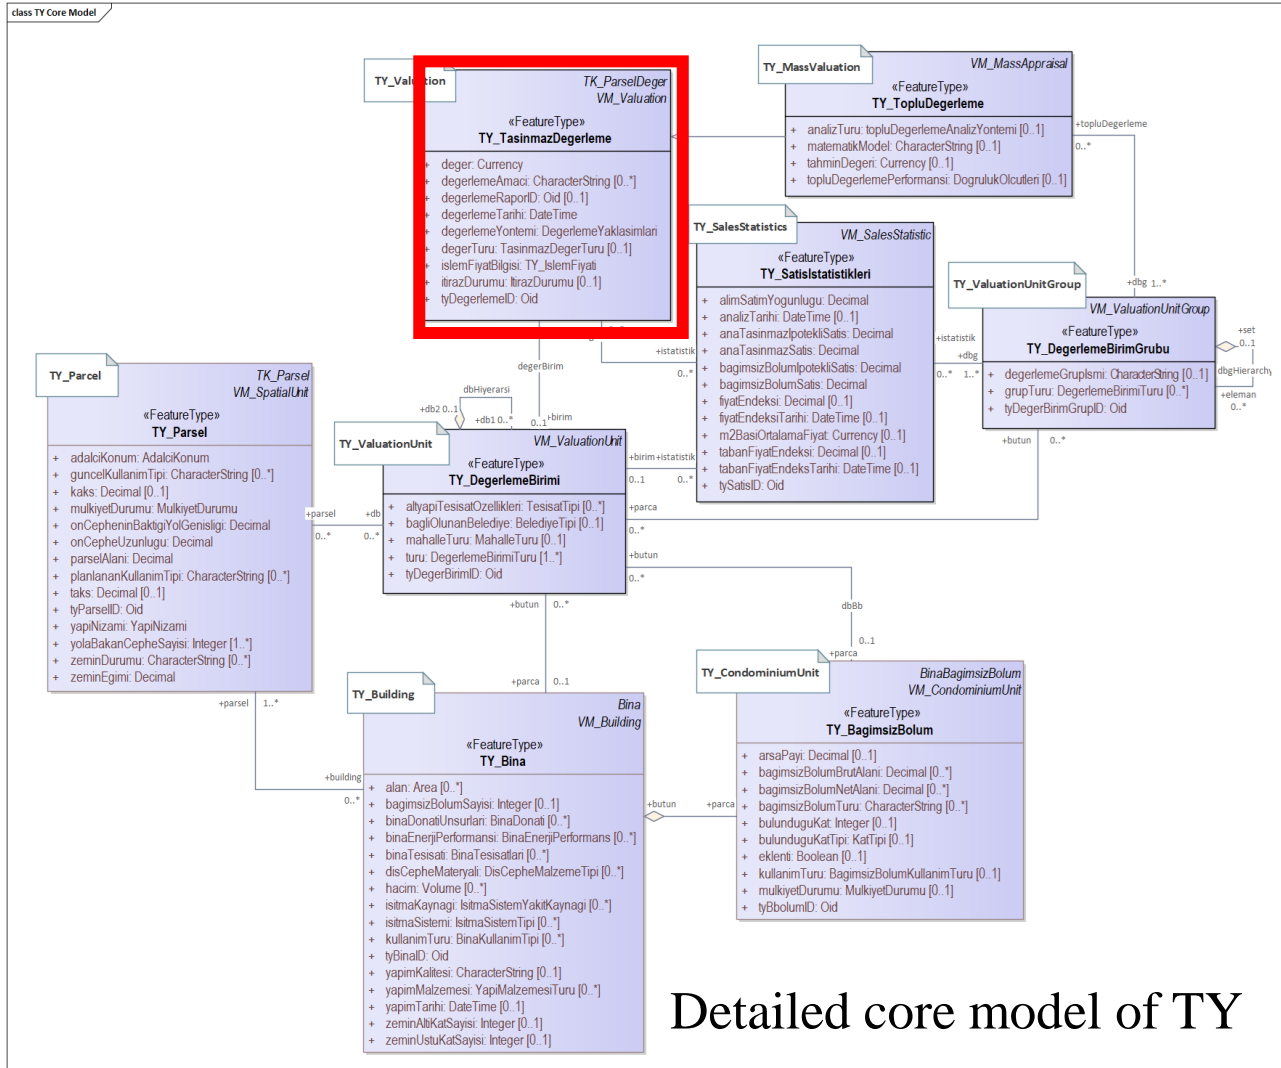 class TY Core Model
TY_Valuation
TK_ParselDeger
VM_Valuation
«FeatureType»
TY_TasinmazDegerleme
+ deger: Currency
+ degerlemeAmaci: CharacterString [0..*]
+ degerlemeRaporID: Oid [0..1]
+ degerlemeTarihi: DateTime
+ degerlemeYontemi: DegerlemeYaklasimlari
+ degerTuru: TasinmazDegerTuru [0..1]
+ islemFiyatBilgisi: TY_IslemFiyati
+ itirazDurumu: ItirazDurumu [0..1]
+ tyDegerlemeID: Oid
TY_MassValuation
VM_MassAppraisal
«FeatureType»
TY_TopluDegerleme
+ analizTuru: topluDegerlemeAnalizYontemi [0..1]
+ matematikModel: CharacterString [0..1]
+ tahminDegeri: Currency [0..1]
+ topluDegerlemePerformansi: DogrulukOlcutleri [0..1]
+topluDegerleme
0..*
+dbg 1..*
TY_SalesStatistics
VM_SalesStatistic
«FeatureType»
TY_SatisIstatistikleri
+ alimSatimYogunlugu: Decimal
+ analizTarihi: DateTime [0..1]
+ anaTasinmazIpotekliSatis: Decimal
+ anaTasinmazSatis: Decimal
+ bagimsizBolumIpotekliSatis: Decimal
+ bagimsizBolumSatis: Decimal
+ fiyatEndeksi: Decimal [0..1]
+ fiyatEndeksiTarihi: DateTime [0..1]
+ m2BasiOrtalamaFiyat: Currency [0..1]
+ tabanFiyatEndeksi: Decimal [0..1]
+ tabanFiyatEndeksTarihi: DateTime [0..1]
+ tySatisID: Oid
+istatistik
0..*
+istatistik
+dbg
0..*
1..*
TY_ValuationUnitGroup
VM_ValuationUnitGroup
«FeatureType»
TY_DegerlemeBirimGrubu
+ degerlemeGrupIsmi: CharacterString [0..1]
+ grupTuru: DegerlemeBirimiTuru [0..*]
+ tyDegerBirimGrupID: Oid
+set
0..1
dbgHierarchy
+eleman
0..*
+butun
0..*
degerBirim
dbHiyerarsi
+db2 0..1
+db1 0..*
+birim
0..1
TY_Parcel
TK_Parsel
VM_SpatialUnit
«FeatureType»
TY_Parsel
+ adalciKonum: AdalciKonum
+ guncelKullanimTipi: CharacterString [0..*]
+ kaks: Decimal [0..1]
+ mulkiyetDurumu: MulkiyetDurumu
+ onCepheninBaktigiYolGenisligi: Decimal
+ onCepheUzunlugu: Decimal
+ parselAlani: Decimal
+ planlananKullanimTipi: CharacterString [0..*]
+ taks: Decimal [0..1]
+ tyParselID: Oid
+ yapiNizami: YapiNizami
+ yolaBakanCepheSayisi: Integer [1..*]
+ zeminDurumu: CharacterString [0..*]
+ zeminEgimi: Decimal
+parsel
0..*
+db
0..*
TY_ValuationUnit
VM_ValuationUnit
«FeatureType»
TY_DegerlemeBirimi
+ altyapiTesisatOzellikleri: TesisatTipi [0..*]
+ bagliOlunanBelediye: BelediyeTipi [0..1]
+ mahalleTuru: MahalleTuru [0..1]
+ turu: DegerlemeBirimiTuru [1..*]
+ tyDegerBirimID: Oid
+birim
+istatistik
0..1
0..*
+parca
0..*
+butun
0..*
dbBb
0..1
+parca
+butun
0..*
+parca
0..1
+parsel
1..*
+building
0..*
TY_Building
Bina
VM_Building
«FeatureType»
TY_Bina
+ alan: Area [0..*]
+ bagimsizBolumSayisi: Integer [0..1]
+ binaDonatiUnsurlari: BinaDonati [0..*]
+ binaEnerjiPerformansi: BinaEnerjiPerformans [0..*]
+ binaTesisati: BinaTesisatlari [0..*]
+ disCepheMateryali: DisCepheMalzemeTipi [0..*]
+ hacim: Volume [0..*]
+ isitmaKaynagi: IsitmaSistemYakitKaynagi [0..*]
+ isitmaSistemi: IsitmaSistemTipi [0..*]
+ kullanimTuru: BinaKullanimTipi [0..*]
+ tyBinaID: Oid
+ yapimKalitesi: CharacterString [0..1]
+ yapimMalzemesi: YapiMalzemesiTuru [0..*]
+ yapimTarihi: DateTime [0..1]
+ zeminAltiKatSayisi: Integer [0..1]
+ zeminUstuKatSayisi: Integer [0..1]
+butun
+parca
TY_CondominiumUnit
BinaBagimsizBolum
VM_CondominiumUnit
«FeatureType»
TY_BagimsizBolum
+ arsaPayi: Decimal [0..1]
+ bagimsizBolumBrutAlani: Decimal [0..*]
+ bagimsizBolumNetAlani: Decimal [0..*]
+ bagimsizBolumTuru: CharacterString [0..*]
+ bulunduguKat: Integer [0..1]
+ bulunduguKatTipi: KatTipi [0..1]
+ eklenti: Boolean [0..1]
+ kullanimTuru: BagimsizBolumKullanimTuru [0..1]
+ mulkiyetDurumu: MulkiyetDurumu [0..1]
+ tyBbolumID: Oid
Detailed core model of TY